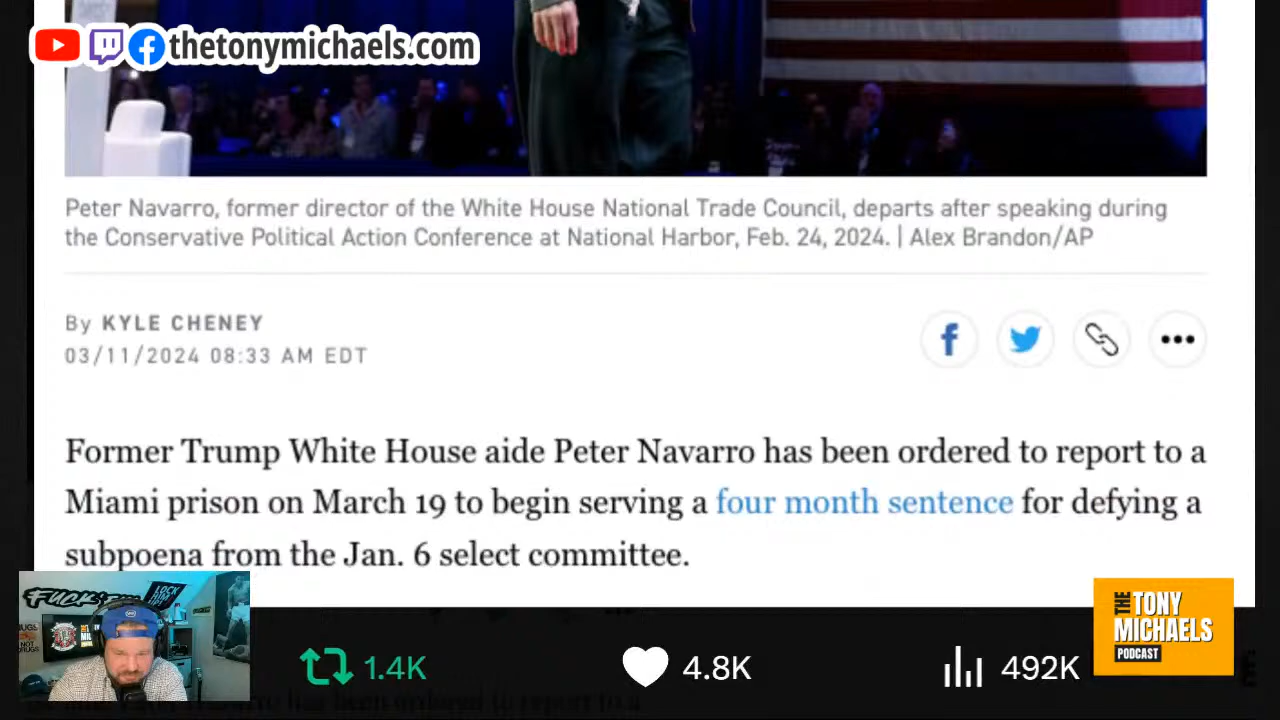 thetonymichaels.com
Peter Navarro, former director of the White House National Trade Council, departs after speaking during
the Conservative Political Action Conference at National Harbor, Feb. 24, 2024. | Alex Brandon/AP
By KYLE CHENEY
03/11/2024 08:33 AM EDT
Former Trump White House aide Peter Navarro has been ordered to report to a
Miami prison on March 19 to begin serving a four month sentence for defying a
subpoena from the Jan. 6 select committee.
LOCK
HIM
UP!
1.4K
4.8K
492K
THE
TONY
MICHAELS
PODCAST